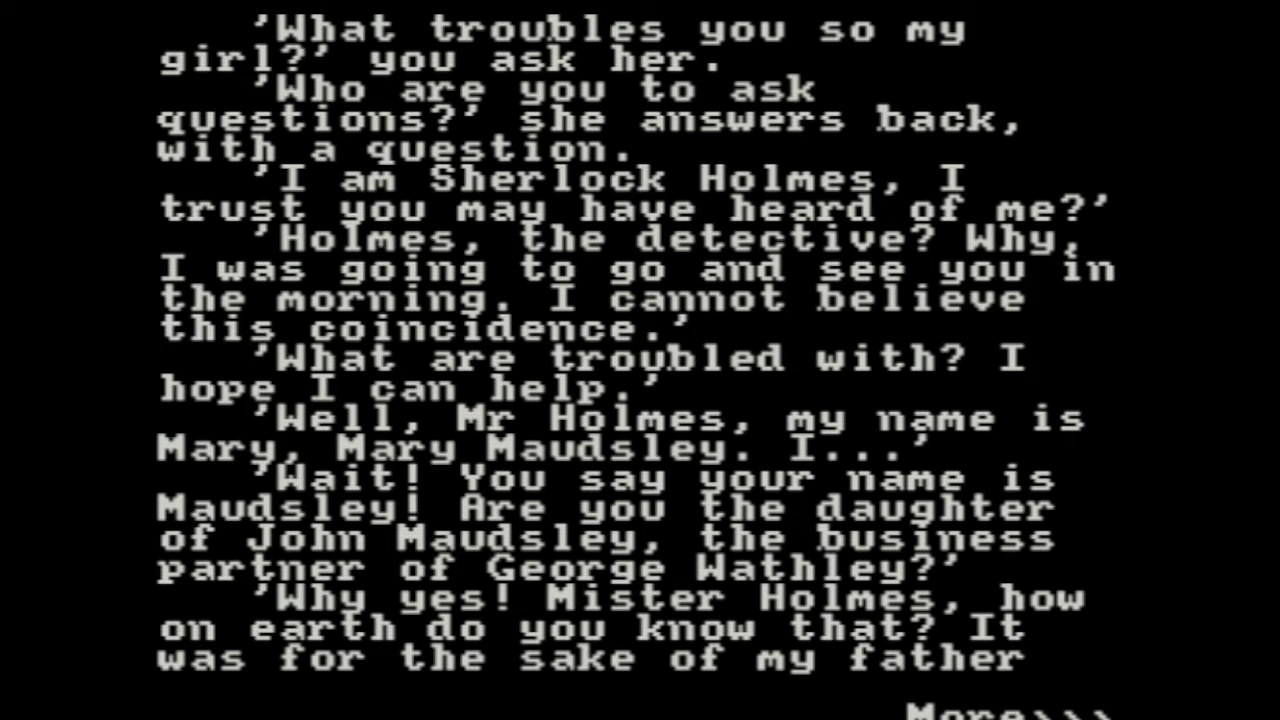 'What troubles you so my
girl?' you ask her.
'Who are you to ask
questions?' she answers back,
with a question.
'I am Sherlock Holmes, I
trust you may have heard of me?'
'Holmes, the detective? Why,
I was going to go and see you in
the morning. I cannot believe
this coincidence.'
'What are troubled with? I
hope I can help.'
'Well, Mr Holmes, my name is
Mary, Mary Maudsley. I...'
'Wait! You say your name is
Maudsley! Are you the daughter
of John Maudsley, the business
partner of George Wathley?'
'Why yes! Mister Holmes, how
on earth do you know that? It
was for the sake of my father
More>>>